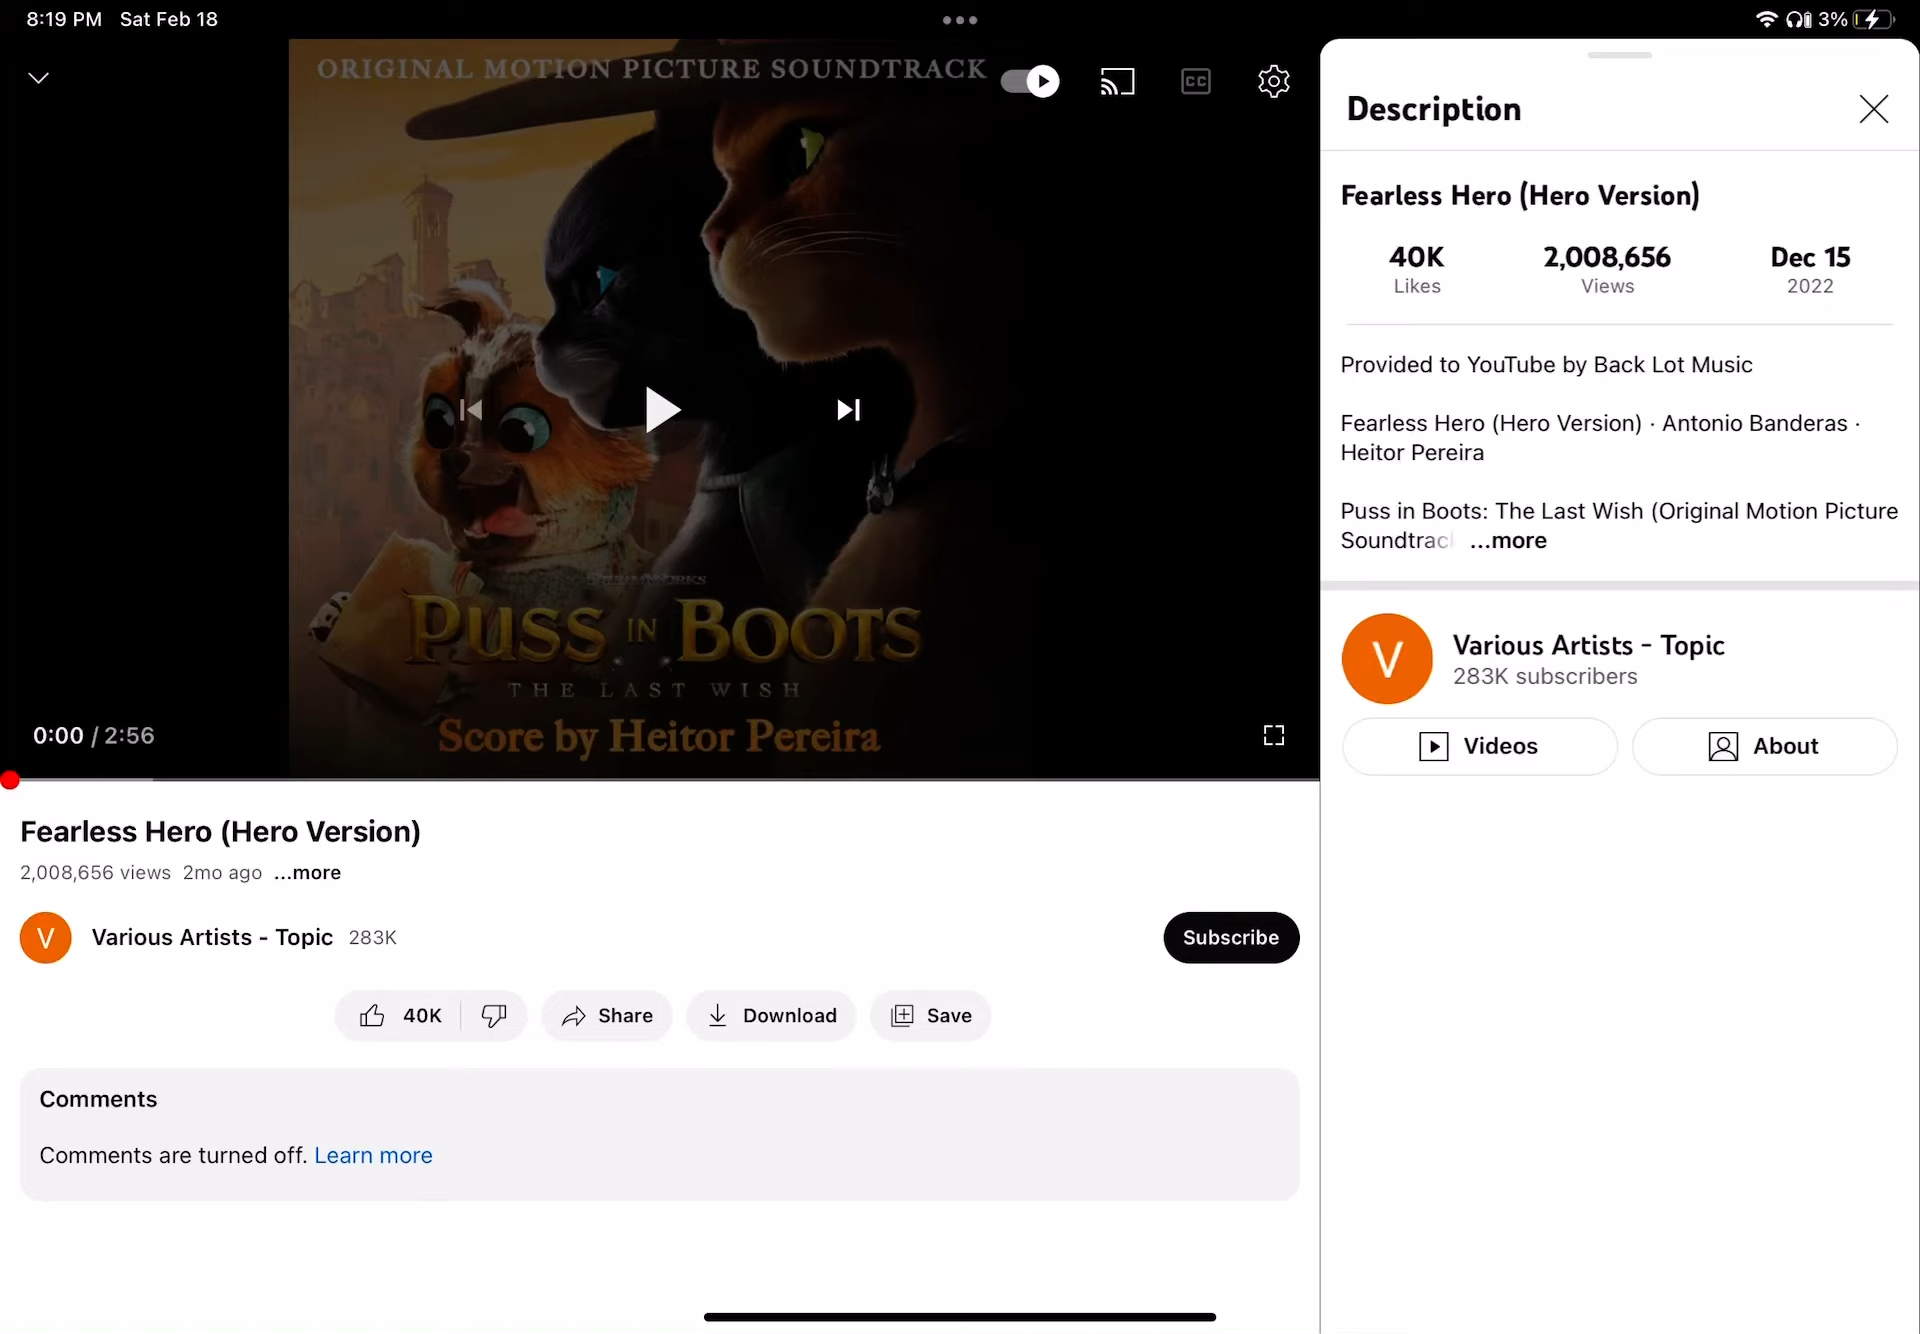 8:19 PM Sat Feb 18
3%
ORIGINAL MOTION PICTURE SOUNDTRACK
CC
DREAMWORKS
PUSS IN BOOTS
THE LAST WISH
Score by Heitor Pereira
0:00 / 2:56
Fearless Hero (Hero Version)
2,008,656 views 2mo ago ...more
V Various Artists - Topic 283K
Subscribe
40K
Share
Download
Save
Comments
Comments are turned off. Learn more
Description
Fearless Hero (Hero Version)
40K 2,008,656 Dec 15
Likes Views 2022
Provided to YouTube by Back Lot Music
Fearless Hero (Hero Version) · Antonio Banderas ·
Heitor Pereira
Puss in Boots: The Last Wish (Original Motion Picture
Soundtrac ...more
V
Various Artists - Topic
283K subscribers
Videos
About